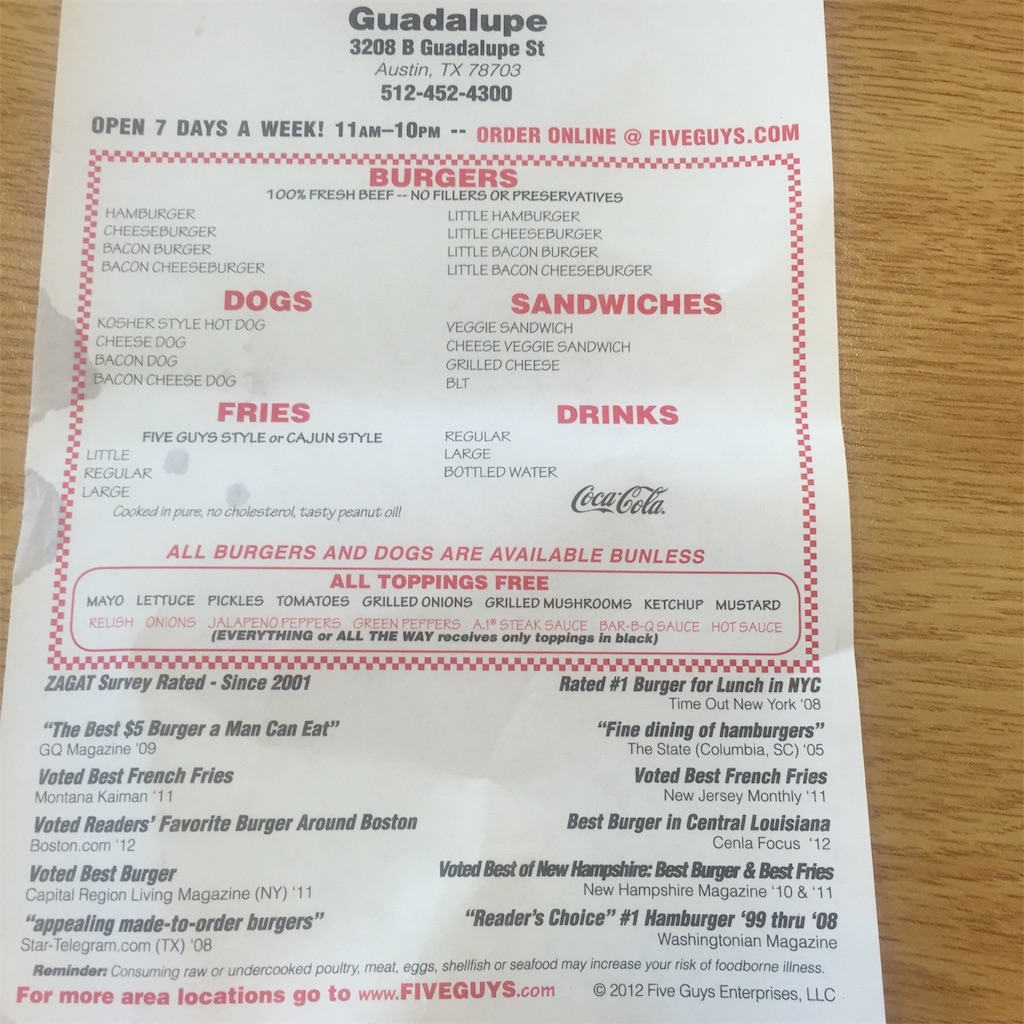 Guadalupe
3208 B Guadalupe St
Austin, TX 78703
512-452-4300
OPEN 7 DAYS A WEEK! 11AM–10PM -- ORDER ONLINE @ FIVEGUYS.COM
BURGERS
100% FRESH BEEF -- NO FILLERS OR PRESERVATIVES
HAMBURGER
CHEESEBURGER
BACON BURGER
BACON CHEESEBURGER
LITTLE HAMBURGER
LITTLE CHEESEBURGER
LITTLE BACON BURGER
LITTLE BACON CHEESEBURGER
DOGS
KOSHER STYLE HOT DOG
CHEESE DOG
BACON DOG
BACON CHEESE DOG
SANDWICHES
VEGGIE SANDWICH
CHEESE VEGGIE SANDWICH
GRILLED CHEESE
BLT
FRIES
FIVE GUYS STYLE or CAJUN STYLE
LITTLE
REGULAR
LARGE
Cooked in pure, no cholesterol, tasty peanut oil!
DRINKS
REGULAR
LARGE
BOTTLED WATER
Coca-Cola
ALL BURGERS AND DOGS ARE AVAILABLE BUNLESS
ALL TOPPINGS FREE
MAYO LETTUCE PICKLES TOMATOES GRILLED ONIONS GRILLED MUSHROOMS KETCHUP MUSTARD
RELISH ONIONS JALAPENO PEPPERS GREEN PEPPERS A.1® STEAK SAUCE BAR-B-Q SAUCE HOT SAUCE
(EVERYTHING or ALL THE WAY receives only toppings in black)
ZAGAT Survey Rated - Since 2001
Rated #1 Burger for Lunch in NYC
Time Out New York '08
"The Best $5 Burger a Man Can Eat"
GQ Magazine '09
"Fine dining of hamburgers"
The State (Columbia, SC) '05
Voted Best French Fries
Montana Kaiman '11
Voted Best French Fries
New Jersey Monthly '11
Voted Readers' Favorite Burger Around Boston
Boston.com '12
Best Burger in Central Louisiana
Cenla Focus '12
Voted Best Burger
Capital Region Living Magazine (NY) '11
Voted Best of New Hampshire: Best Burger & Best Fries
New Hampshire Magazine '10 & '11
"appealing made-to-order burgers"
Star-Telegram.com (TX) '08
"Reader's Choice" #1 Hamburger '99 thru '08
Washingtonian Magazine
Reminder: Consuming raw or undercooked poultry, meat, eggs, shellfish or seafood may increase your risk of foodborne illness.
For more area locations go to www.FIVEGUYS.com
© 2012 Five Guys Enterprises, LLC